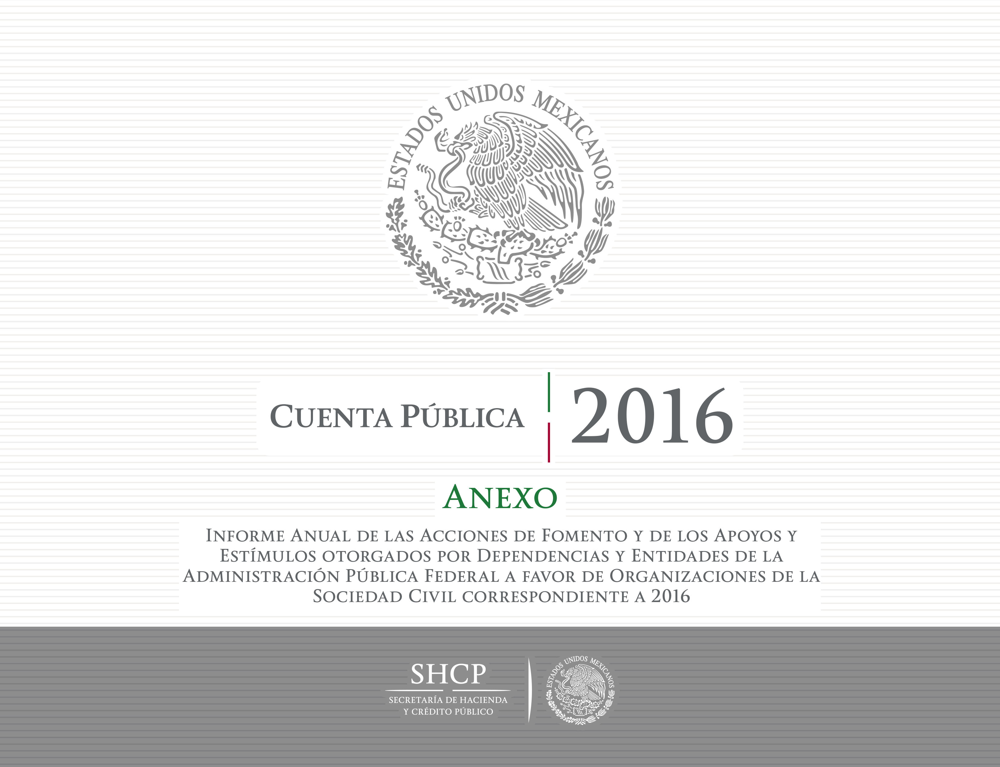 ESTADOS UNIDOS MEXICANOS
CUENTA PÚBLICA
2016
ANEXO
INFORME ANUAL DE LAS ACCIONES DE FOMENTO Y DE LOS APOYOS Y
ESTÍMULOS OTORGADOS POR DEPENDENCIAS Y ENTIDADES DE LA
ADMINISTRACIÓN PÚBLICA FEDERAL A FAVOR DE ORGANIZACIONES DE LA
SOCIEDAD CIVIL CORRESPONDIENTE A 2016
SHCP
SECRETARÍA DE HACIENDA
Y CRÉDITO PÚBLICO
ESTADOS UNIDOS MEXICANOS